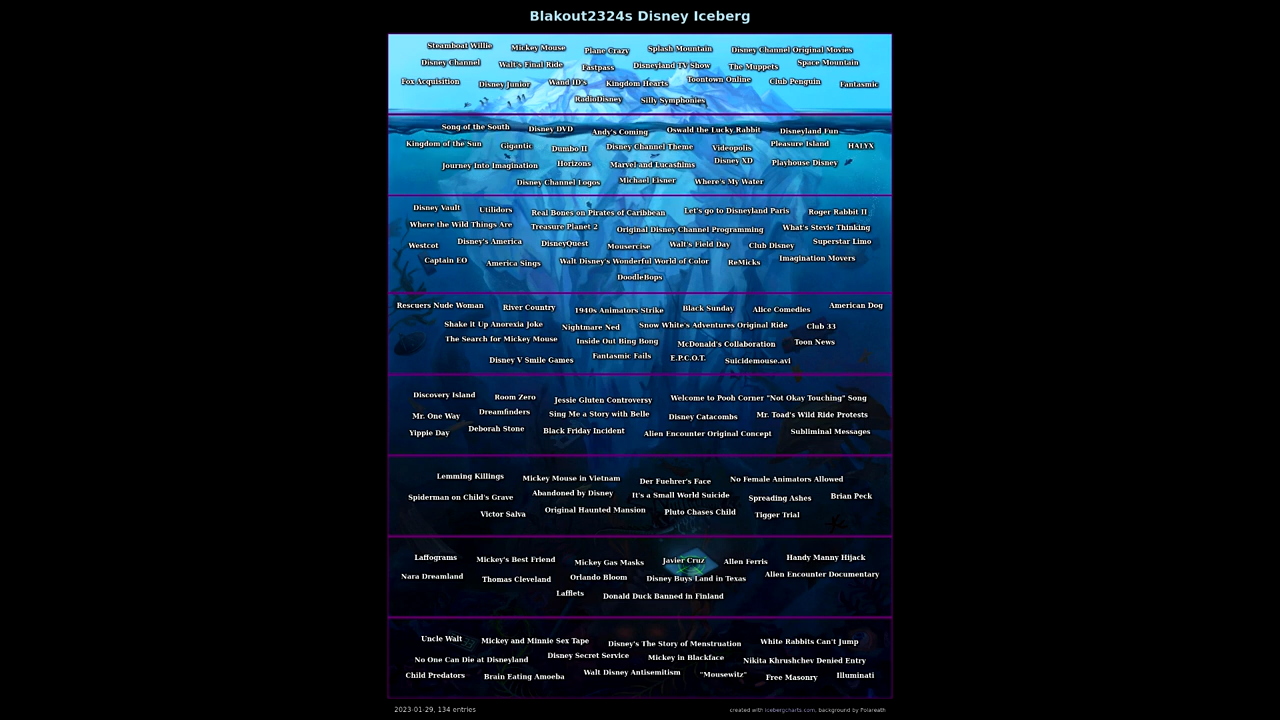 Blakout2324s Disney Iceberg
Steamboat Willie Mickey Mouse Plane Crazy Splash Mountain Disney Channel Original Movies
Disney Channel Walt's Final Ride Fastpass Disneyland TV Show The Muppets Space Mountain
Fox Acquisition Disney Junior Wand ID's Kingdom Hearts Toontown Online Club Penguin Fantasmic
RadioDisney Silly Symphonies
Song of the South Disney DVD Andy's Coming Oswald the Lucky Rabbit Disneyland Fun
Kingdom of the Sun Gigantic Dumbo II Disney Channel Theme Videopolis Pleasure Island HALYX
Journey Into Imagination Horizons Marvel and Lucashims Disney XD Playhouse Disney
Disney Channel Logos Michael Eisner Where's My Water
Disney Vault Utilidors Real Bones on Pirates of Caribbean Let's go to Disneyland Paris Roger Rabbit II
Where the Wild Things Are Treasure Planet 2 Original Disney Channel Programming What's Stevie Thinking
Westcot Disney's America DisneyQuest Mousercise Walt's Field Day Club Disney Superstar Limo
Captain EO America Sings Walt Disney's Wonderful World of Color ReMicks Imagination Movers
DoodleBops
Rescuers Nude Woman River Country 1940s Animators Strike Black Sunday Alice Comedies American Dog
Shake it Up Anorexia Joke Nightmare Ned Snow White's Adventures Original Ride Club 33
The Search for Mickey Mouse Inside Out Bing Bong McDonald's Collaboration Toon News
Disney V Smile Games Fantasmic Fails E.P.C.O.T. Suicidemouse.avi
Discovery Island Room Zero Jessie Gluten Controversy Welcome to Pooh Corner "Not Okay Touching" Song
Mr. One Way Dreamfinders Sing Me a Story with Belle Disney Catacombs Mr. Toad's Wild Ride Protests
Yippie Day Deborah Stone Black Friday Incident Alien Encounter Original Concept Subliminal Messages
Lemming Killings Mickey Mouse in Vietnam Der Fuehrer's Face No Female Animators Allowed
Spiderman on Child's Grave Abandoned by Disney It's a Small World Suicide Spreading Ashes Brian Peck
Victor Salva Original Haunted Mansion Pluto Chases Child Tigger Trial
Laffograms Mickey's Best Friend Mickey Gas Masks Javier Cruz Allen Ferris Handy Manny Hijack
Nara Dreamland Thomas Cleveland Orlando Bloom Disney Buys Land in Texas Alien Encounter Documentary
Lafflets Donald Duck Banned in Finland
Uncle Walt Mickey and Minnie Sex Tape Disney's The Story of Menstruation White Rabbits Can't Jump
No One Can Die at Disneyland Disney Secret Service Mickey in Blackface Nikita Khrushchev Denied Entry
Child Predators Brain Eating Amoeba Walt Disney Antisemitism "Mousewitz" Free Masonry Illuminati
2023-01-29, 134 entries created with icebergcharts.com, background by Polareath